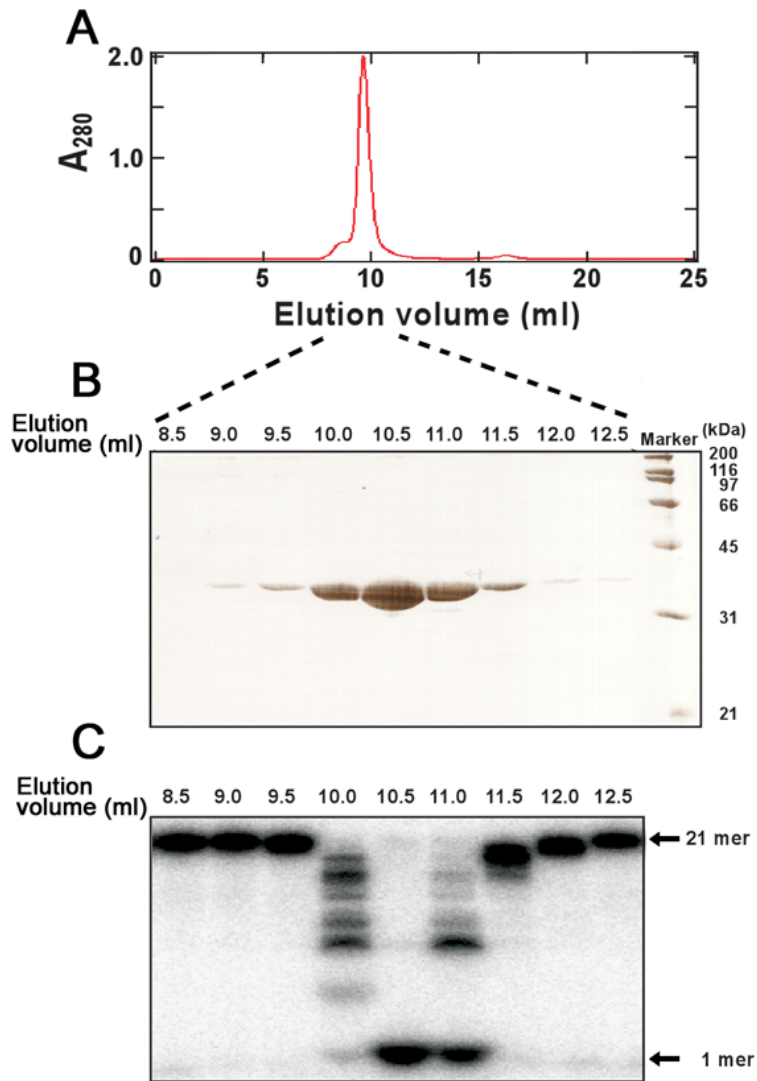 A
2.0
1.0
0
A280
0 5 10 15 20 25
Elution volume (ml)
B
Elution
volume (ml)
8.5 9.0 9.5 10.0 10.5 11.0 11.5 12.0 12.5 Marker (kDa)
200
116
97
66
45
31
21
C
Elution
volume (ml)
8.5 9.0 9.5 10.0 10.5 11.0 11.5 12.0 12.5
21 mer
1 mer